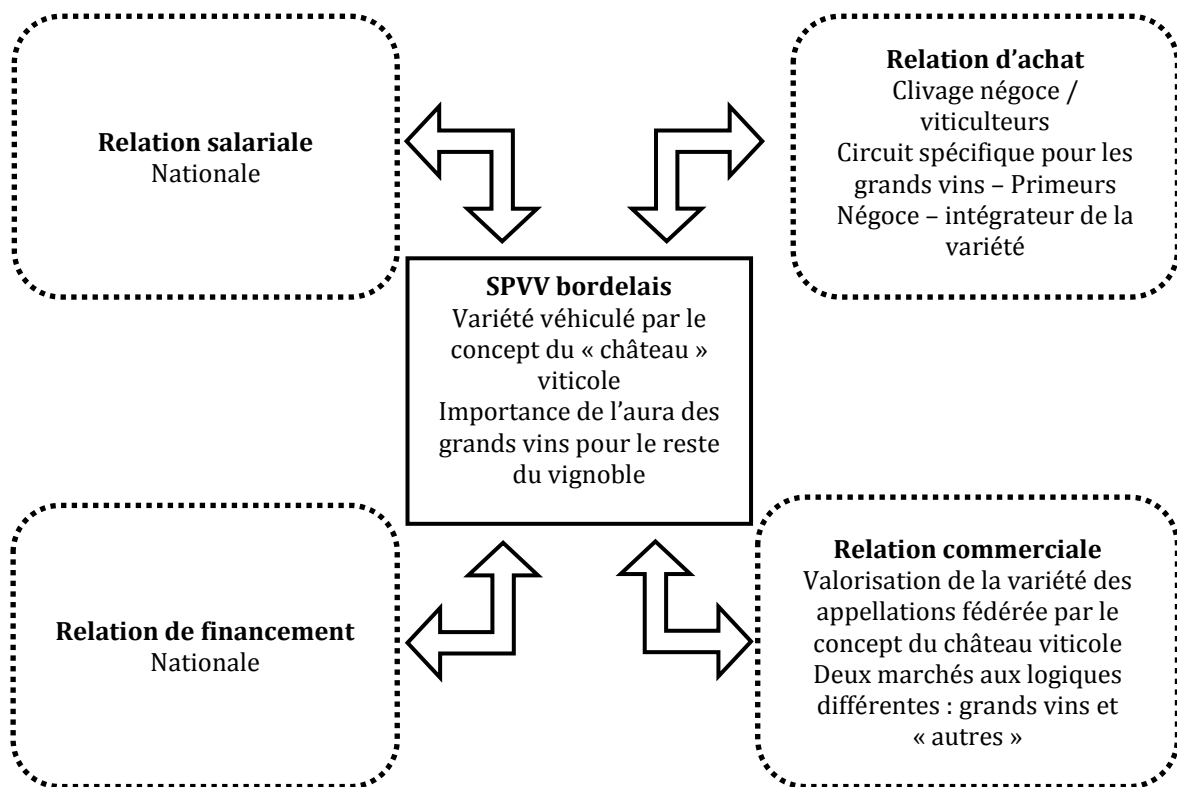 Relation salariale
Nationale
Relation d’achat
Clivage négoce /
viticulteurs
Circuit spécifique pour les
grands vins – Primeurs
Négoce – intégrateur de la
variété
SPVV bordelais
Variété véhiculé par le
concept du « château »
viticole
Importance de l’aura des
grands vins pour le reste
du vignoble
Relation de financement
Nationale
Relation commerciale
Valorisation de la variété des
appellations fédérée par le
concept du château viticole
Deux marchés aux logiques
différentes : grands vins et
« autres »